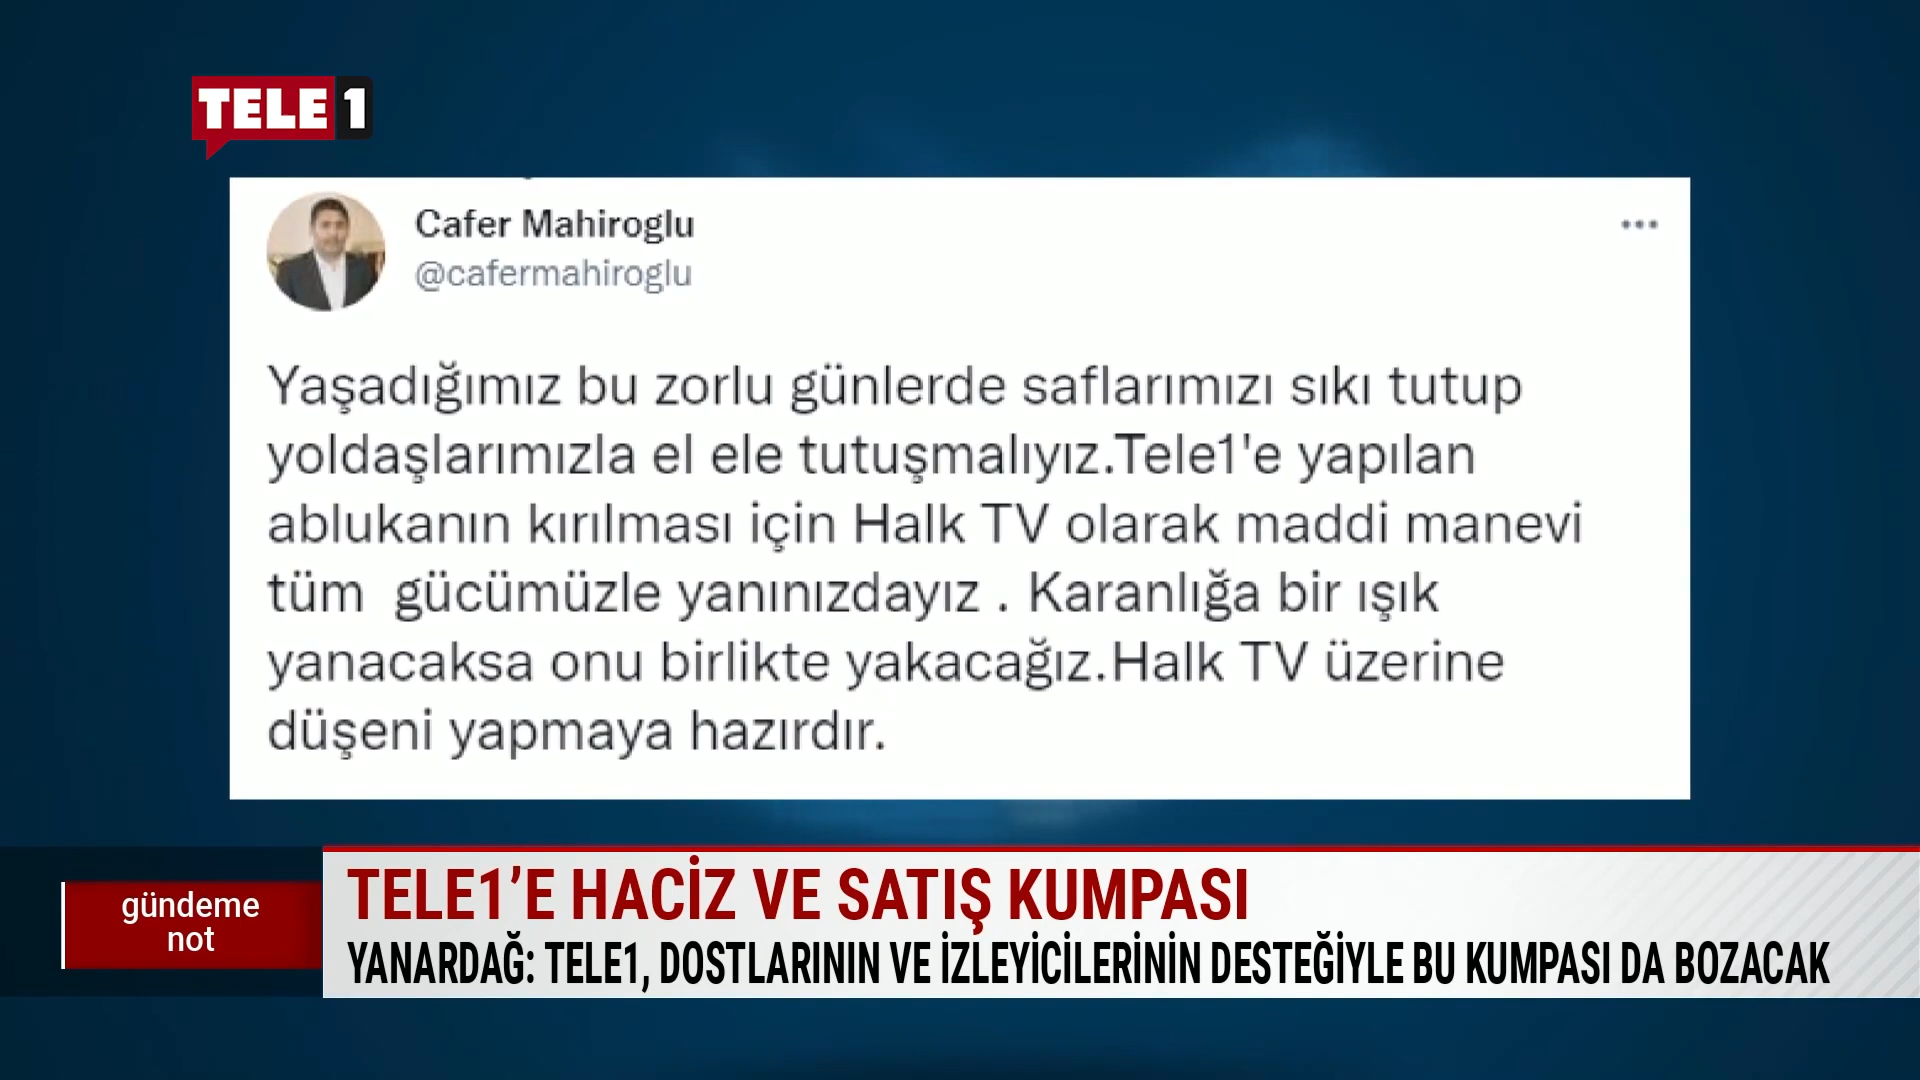 TELE1
Cafer Mahiroglu
@cafermahiroglu
Yaşadığımız bu zorlu günlerde saflarımızı sıkı tutup
yoldaşlarımızla el ele tutuşmalıyız.Tele1'e yapılan
ablukanın kırılması için Halk TV olarak maddi manevi
tüm  gücümüzle yanınızdayız . Karanlığa bir ışık
yanacaksa onu birlikte yakacağız.Halk TV üzerine
düşeni yapmaya hazırdır.
gündeme
not
TELE1’E HACİZ VE SATIŞ KUMPASI
YANARDAĞ: TELE1, DOSTLARININ VE İZLEYİCİLERİNİN DESTEĞİYLE BU KUMPASI DA BOZACAK